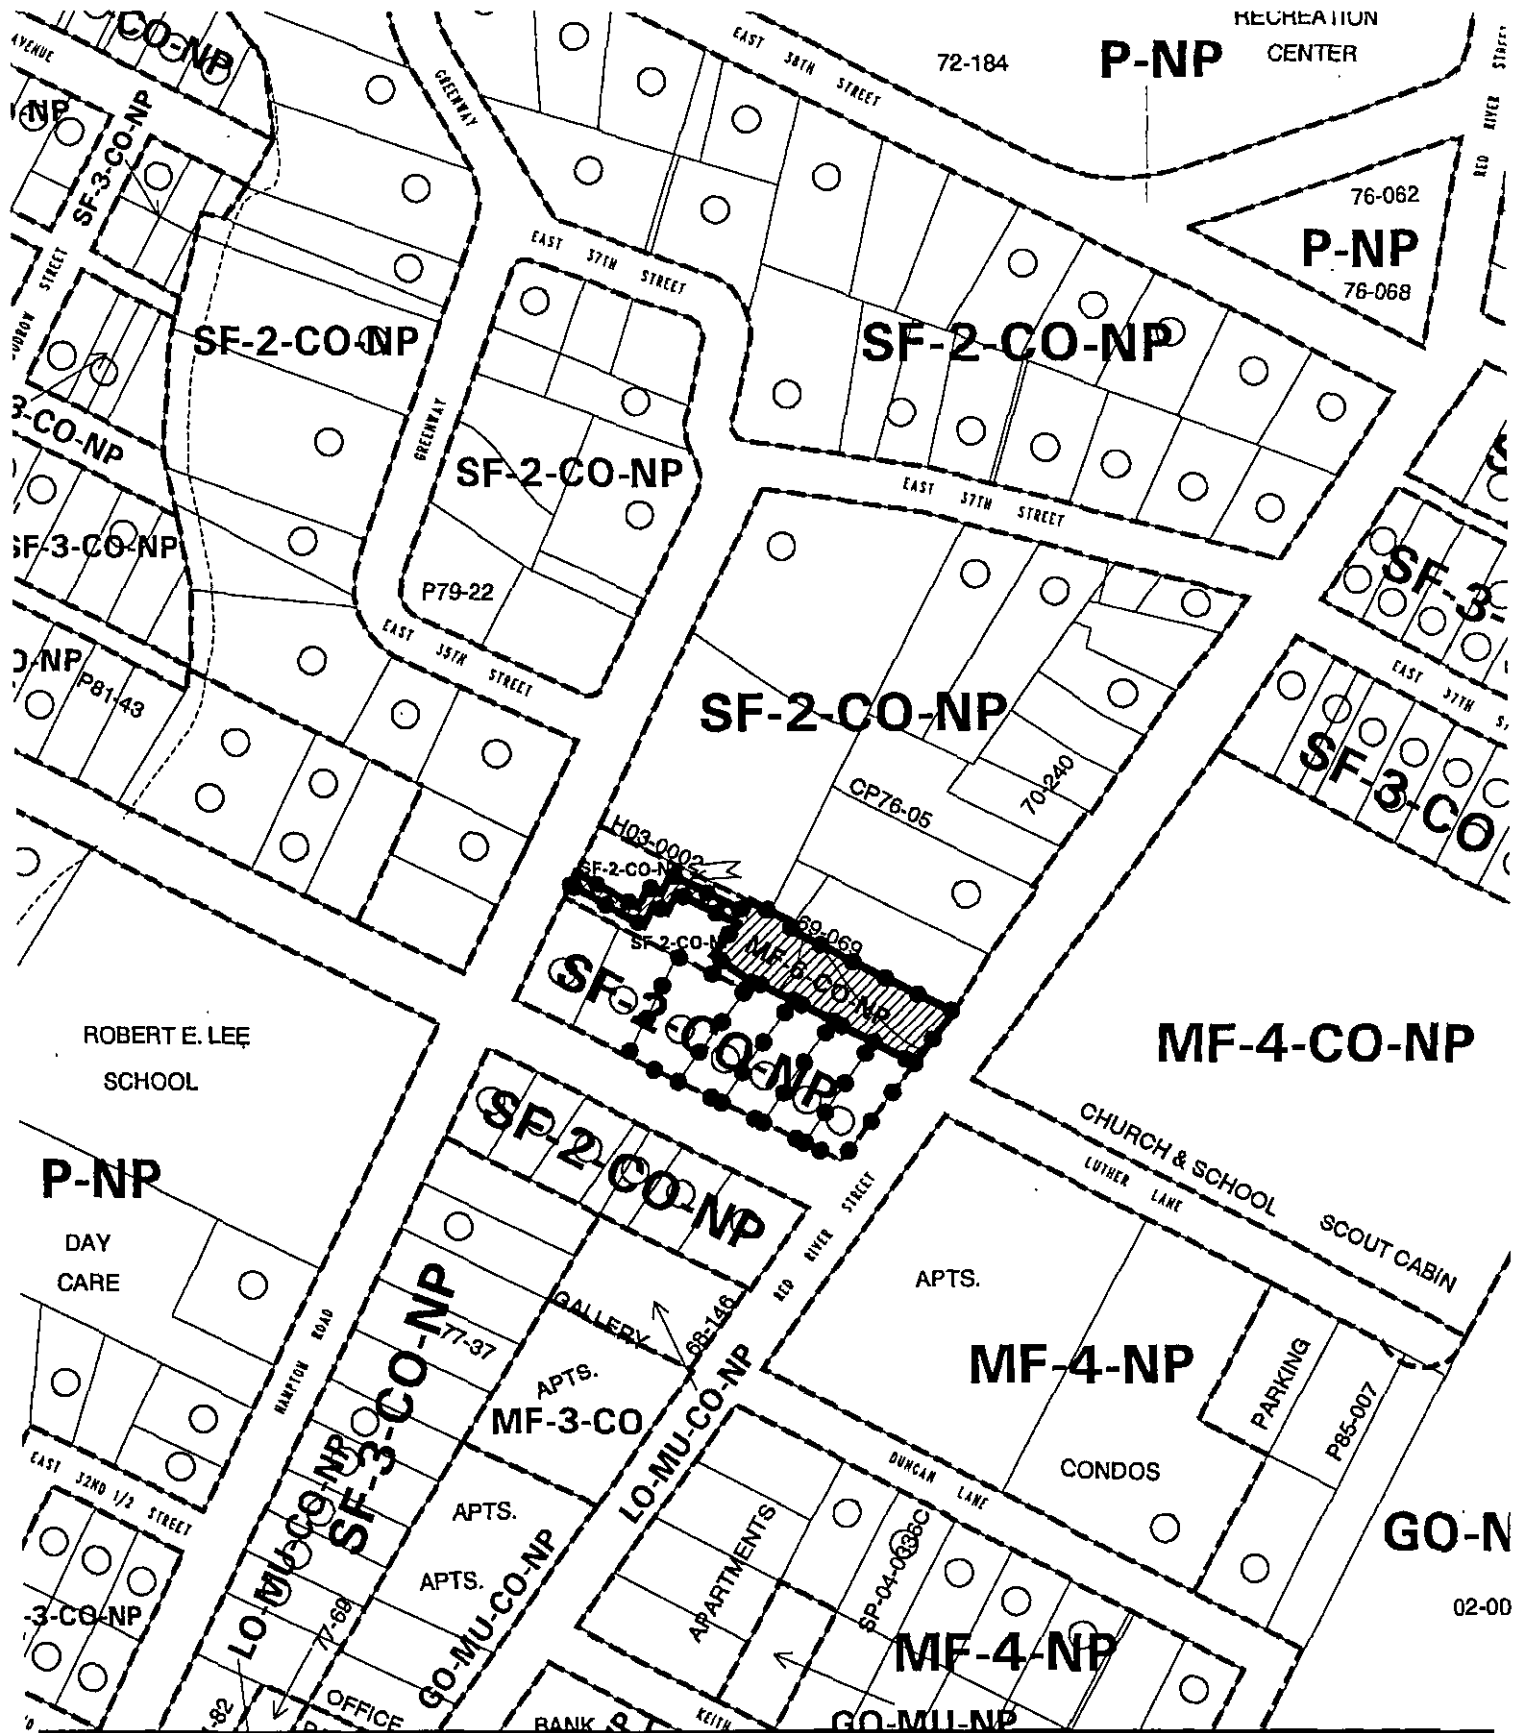 CO-NP
AVENUE
-NP
SF-3-CO-NP
GREENWAY
EAST 38TH STREET
72-184
P-NP
RECREATION
CENTER
RED RIVER STREET
76-062
P-NP
76-068
EAST 37TH STREET
STREET
SF-2-CO-NP
SF-2-CO-NP
3-CO-NP
GREENWAY
SF-2-CO-NP
EAST 37TH STREET
SF-3-CO-NP
P79-22
SF-3-
EAST 35TH STREET
O-NP
P81-43
EAST 37TH
SF-2-CO-NP
SF-3-CO
70-240
CP76-05
LH03-0002
SF-2-CO-N
69-069
SF-2-CO-N
MF-6-CO-NP
SF-2-CO-NP
ROBERT E. LEE
SCHOOL
MF-4-CO-NP
SF-2-CO-NP
CHURCH & SCHOOL
LUTHER LANE
SCOUT CABIN
P-NP
DAY
CARE
RED RIVER STREET
APTS.
GALLERY
68-146
77-37
HAMPTON ROAD
SF-3-CO-NP
APTS.
MF-3-CO
LO-MU-CO-NP
MF-4-NP
PARKING
P85-007
EAST 32ND 1/2 STREET
DUNCAN LANE
CONDOS
APTS.
LO-MU-CO-NP
APTS.
GO-MU-CO-NP
APARTMENTS
SP-04-0336C
GO-N
02-00
-3-CO-NP
77-69
MF-4-NP
-82
OFFICE
BANK
KEITH
GO-MU-NP